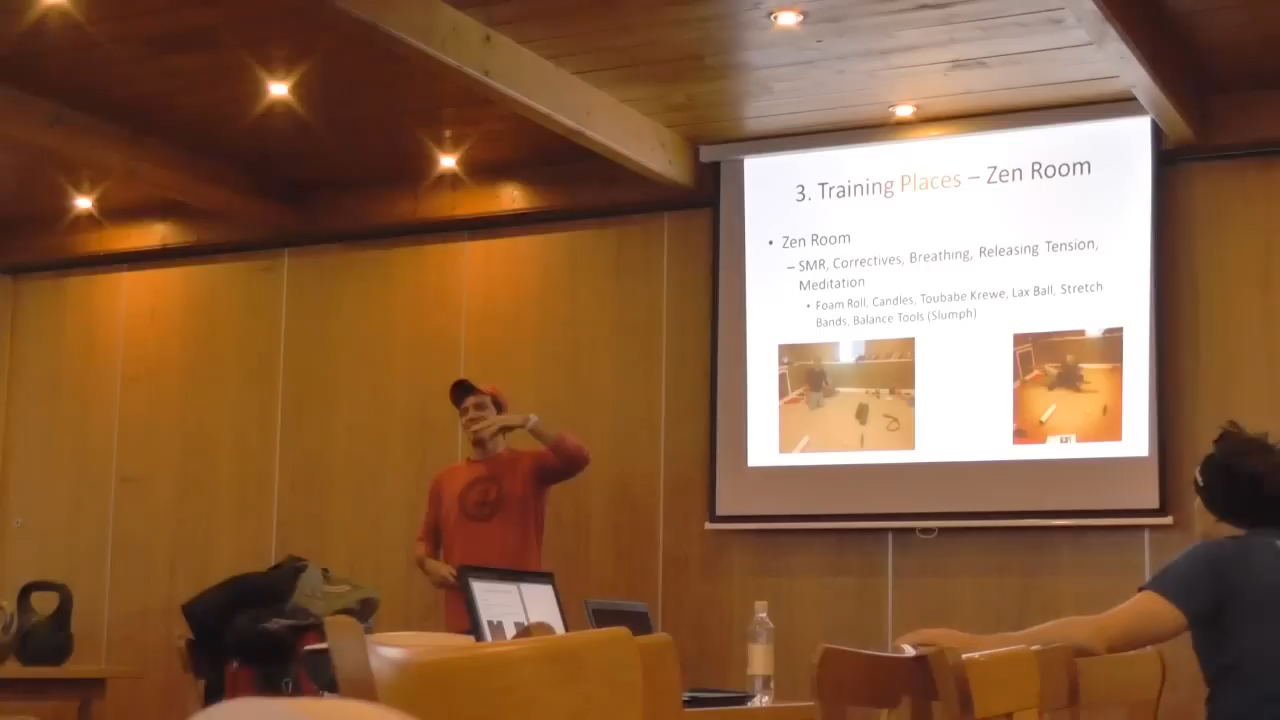 3. Training Places – Zen Room
• Zen Room
– SMR, Correctives, Breathing, Releasing Tension,
Meditation
• Foam Roll, Candles, Toubabe Krewe, Lax Ball, Stretch
Bands, Balance Tools (Slumph)